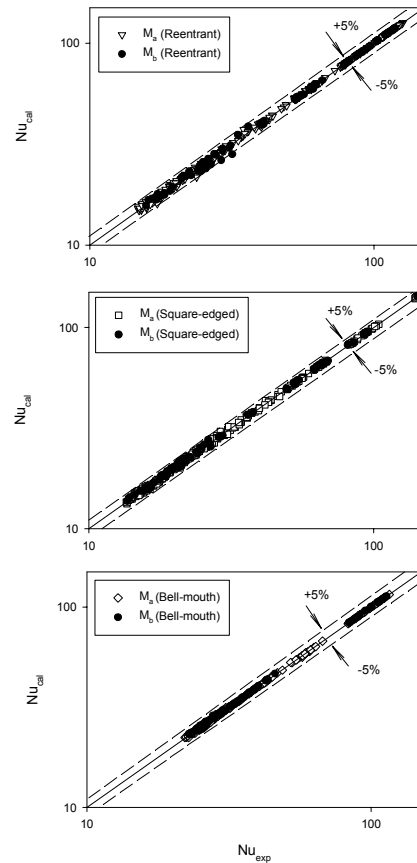 100
Nu_cal
10
M_a (Reentrant)
M_b (Reentrant)
+5%
-5%
10
100
100
Nu_cal
10
M_a (Square-edged)
M_b (Square-edged)
+5%
-5%
10
100
100
Nu_cal
10
M_a (Bell-mouth)
M_b (Bell-mouth)
+5%
-5%
10
100
Nu_exp